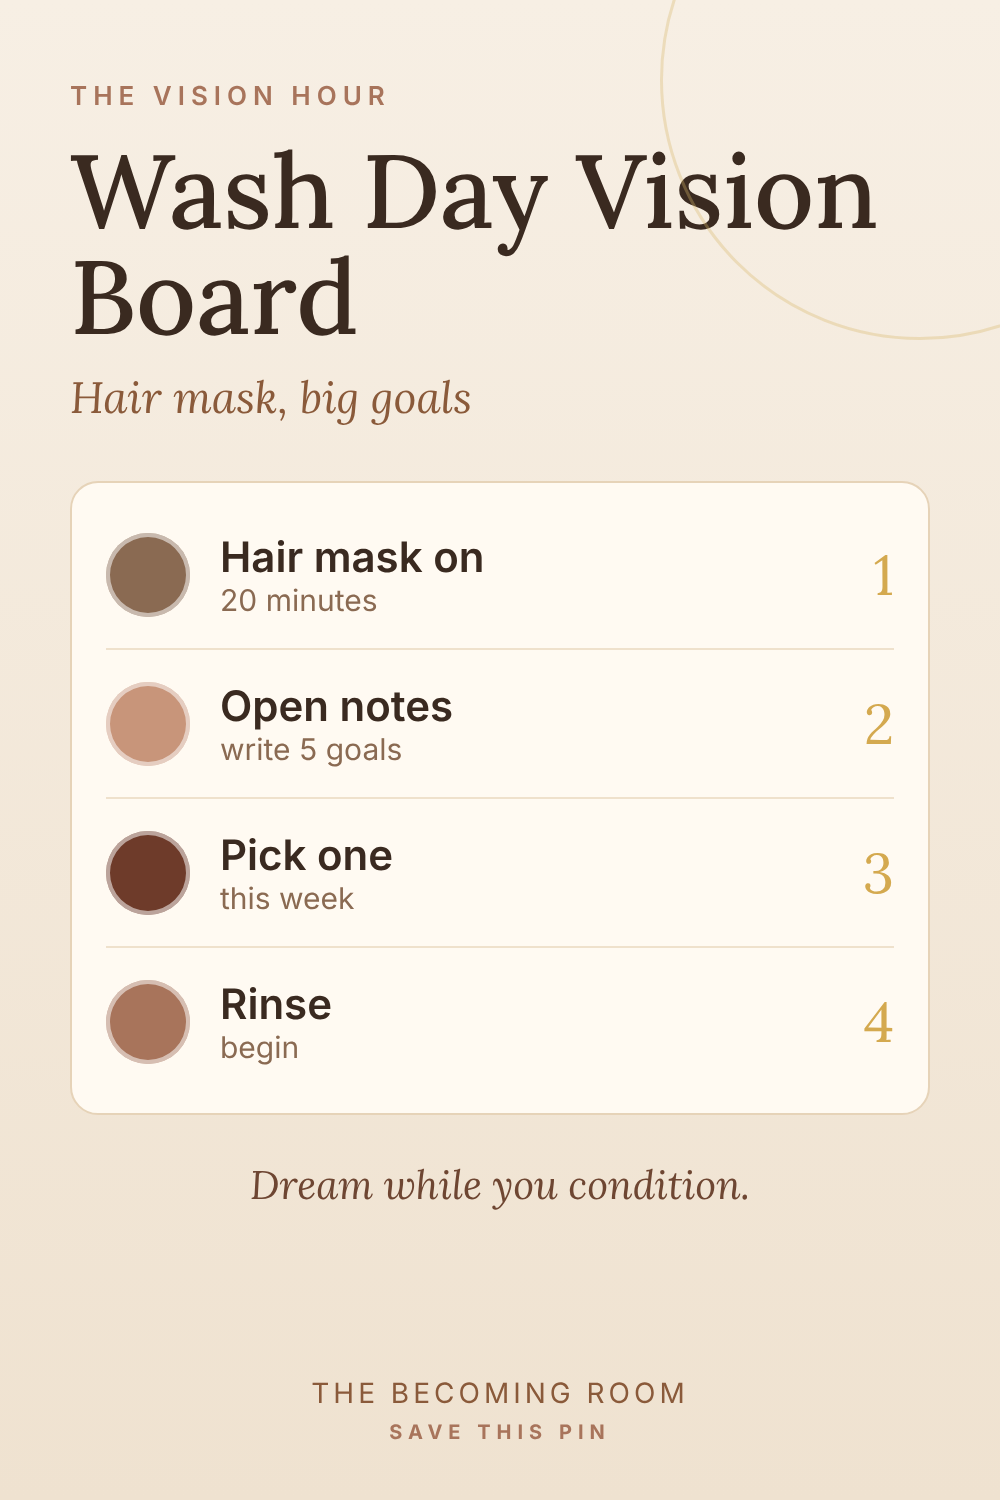 THE VISION HOUR
Wash Day Vision
Board
Hair mask, big goals
Hair mask on
20 minutes
1
Open notes
write 5 goals
2
Pick one
this week
3
Rinse
begin
4
Dream while you condition.
THE BECOMING ROOM
SAVE THIS PIN